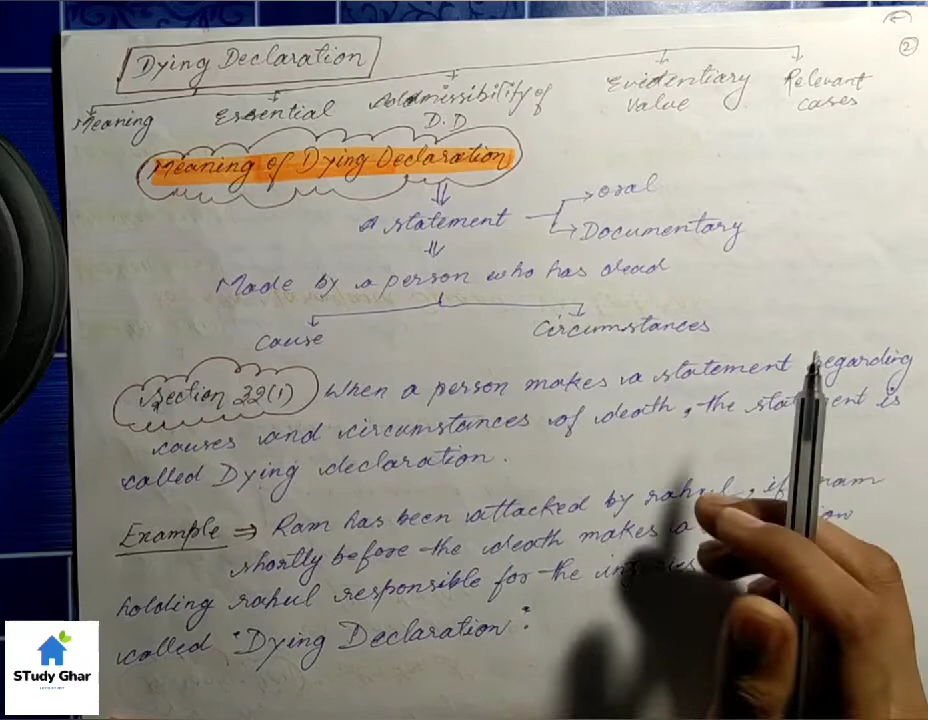 2
Dying Declaration
Meaning Essential Addmissibility of D.D Evidentiary value Relevant cases
Meaning of Dying Declaration
A statement
Oral
Documentary
Made by a person who has dead
Cause Circumstances
Section 32(1) When a person makes a statement regarding
causes and circumstances of death, the statement is
called Dying declaration.
Example ⇒ Ram has been attacked by rahul, if ram
shortly before the death makes a
holding rahul responsible for the injuries
called "Dying Declaration".
STudy Ghar